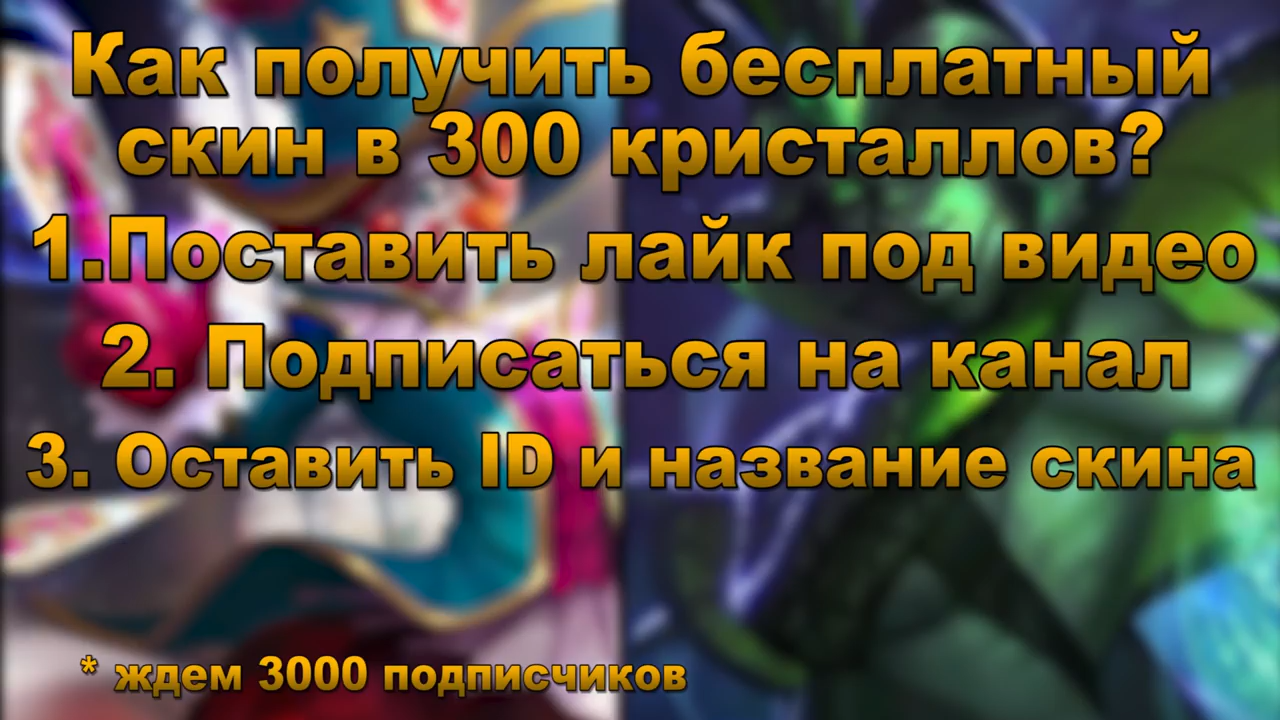 Как получить бесплатный
скин в 300 кристаллов?
1.Поставить лайк под видео
2. Подписаться на канал
3. Оставить ID и название скина
* ждем 3000 подписчиков